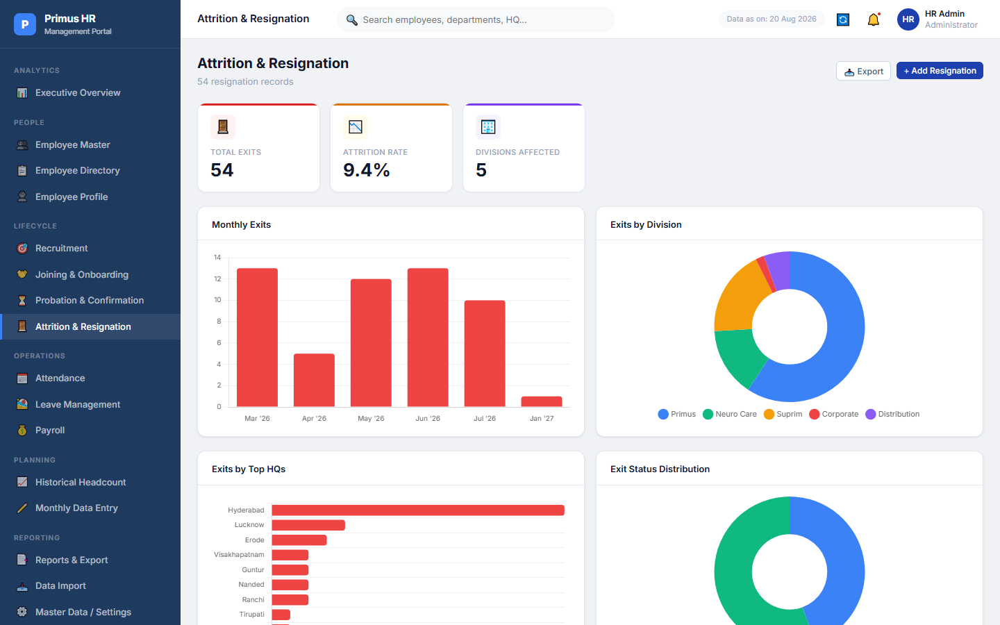 P
Primus HR
Management Portal
ANALYTICS
Executive Overview
PEOPLE
Employee Master
Employee Directory
Employee Profile
LIFECYCLE
Recruitment
Joining & Onboarding
Probation & Confirmation
Attrition & Resignation
OPERATIONS
Attendance
Leave Management
Payroll
PLANNING
Historical Headcount
Monthly Data Entry
REPORTING
Reports & Export
Data Import
Master Data / Settings
Attrition & Resignation
Search employees, departments, HQ...
Data as on: 20 Aug 2026
HR
HR Admin
Administrator
Attrition & Resignation
54 resignation records
Export
+ Add Resignation
TOTAL EXITS
54
ATTRITION RATE
9.4%
DIVISIONS AFFECTED
5
Monthly Exits
14
12
10
8
6
4
2
0
Mar '26
Apr '26
May '26
Jun '26
Jul '26
Jan '27
Exits by Division
Primus
Neuro Care
Suprim
Corporate
Distribution
Exits by Top HQs
Hyderabad
Lucknow
Erode
Visakhapatnam
Guntur
Nanded
Ranchi
Tirupati
Exit Status Distribution